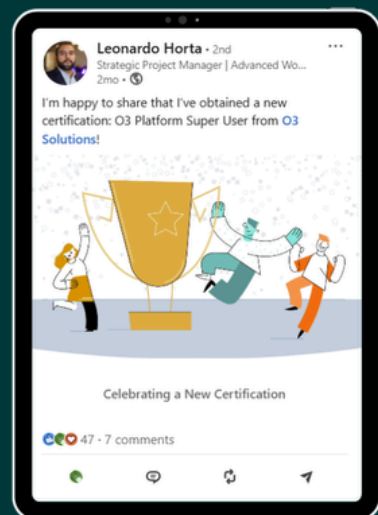 Leonardo Horta · 2nd
Strategic Project Manager | Advanced Wo...
2mo •
I'm happy to share that I've obtained a new
certification: O3 Platform Super User from O3
Solutions!
Celebrating a New Certification
47 · 7 comments